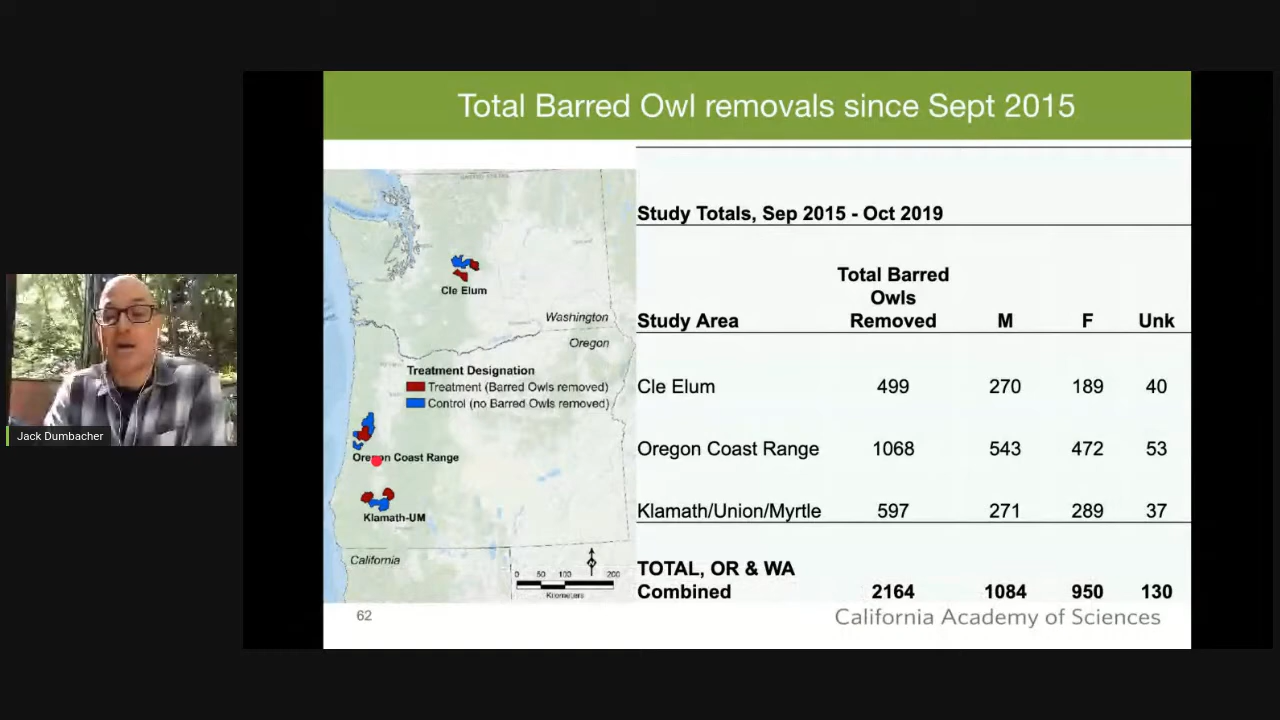 Total Barred Owl removals since Sept 2015
Study Totals, Sep 2015 - Oct 2019
Total Barred
Owls
Study Area Removed M F Unk
Cle Elum 499 270 189 40
Oregon Coast Range 1068 543 472 53
Klamath/Union/Myrtle 597 271 289 37
TOTAL, OR & WA
Combined 2164 1084 950 130
Cle Elum
Washington
Oregon
Treatment Designation
Treatment (Barred Owls removed)
Control (no Barred Owls removed)
Oregon Coast Range
Klamath-UM
California
0 50 100 200
Kilometers
62
California Academy of Sciences
Jack Dumbacher